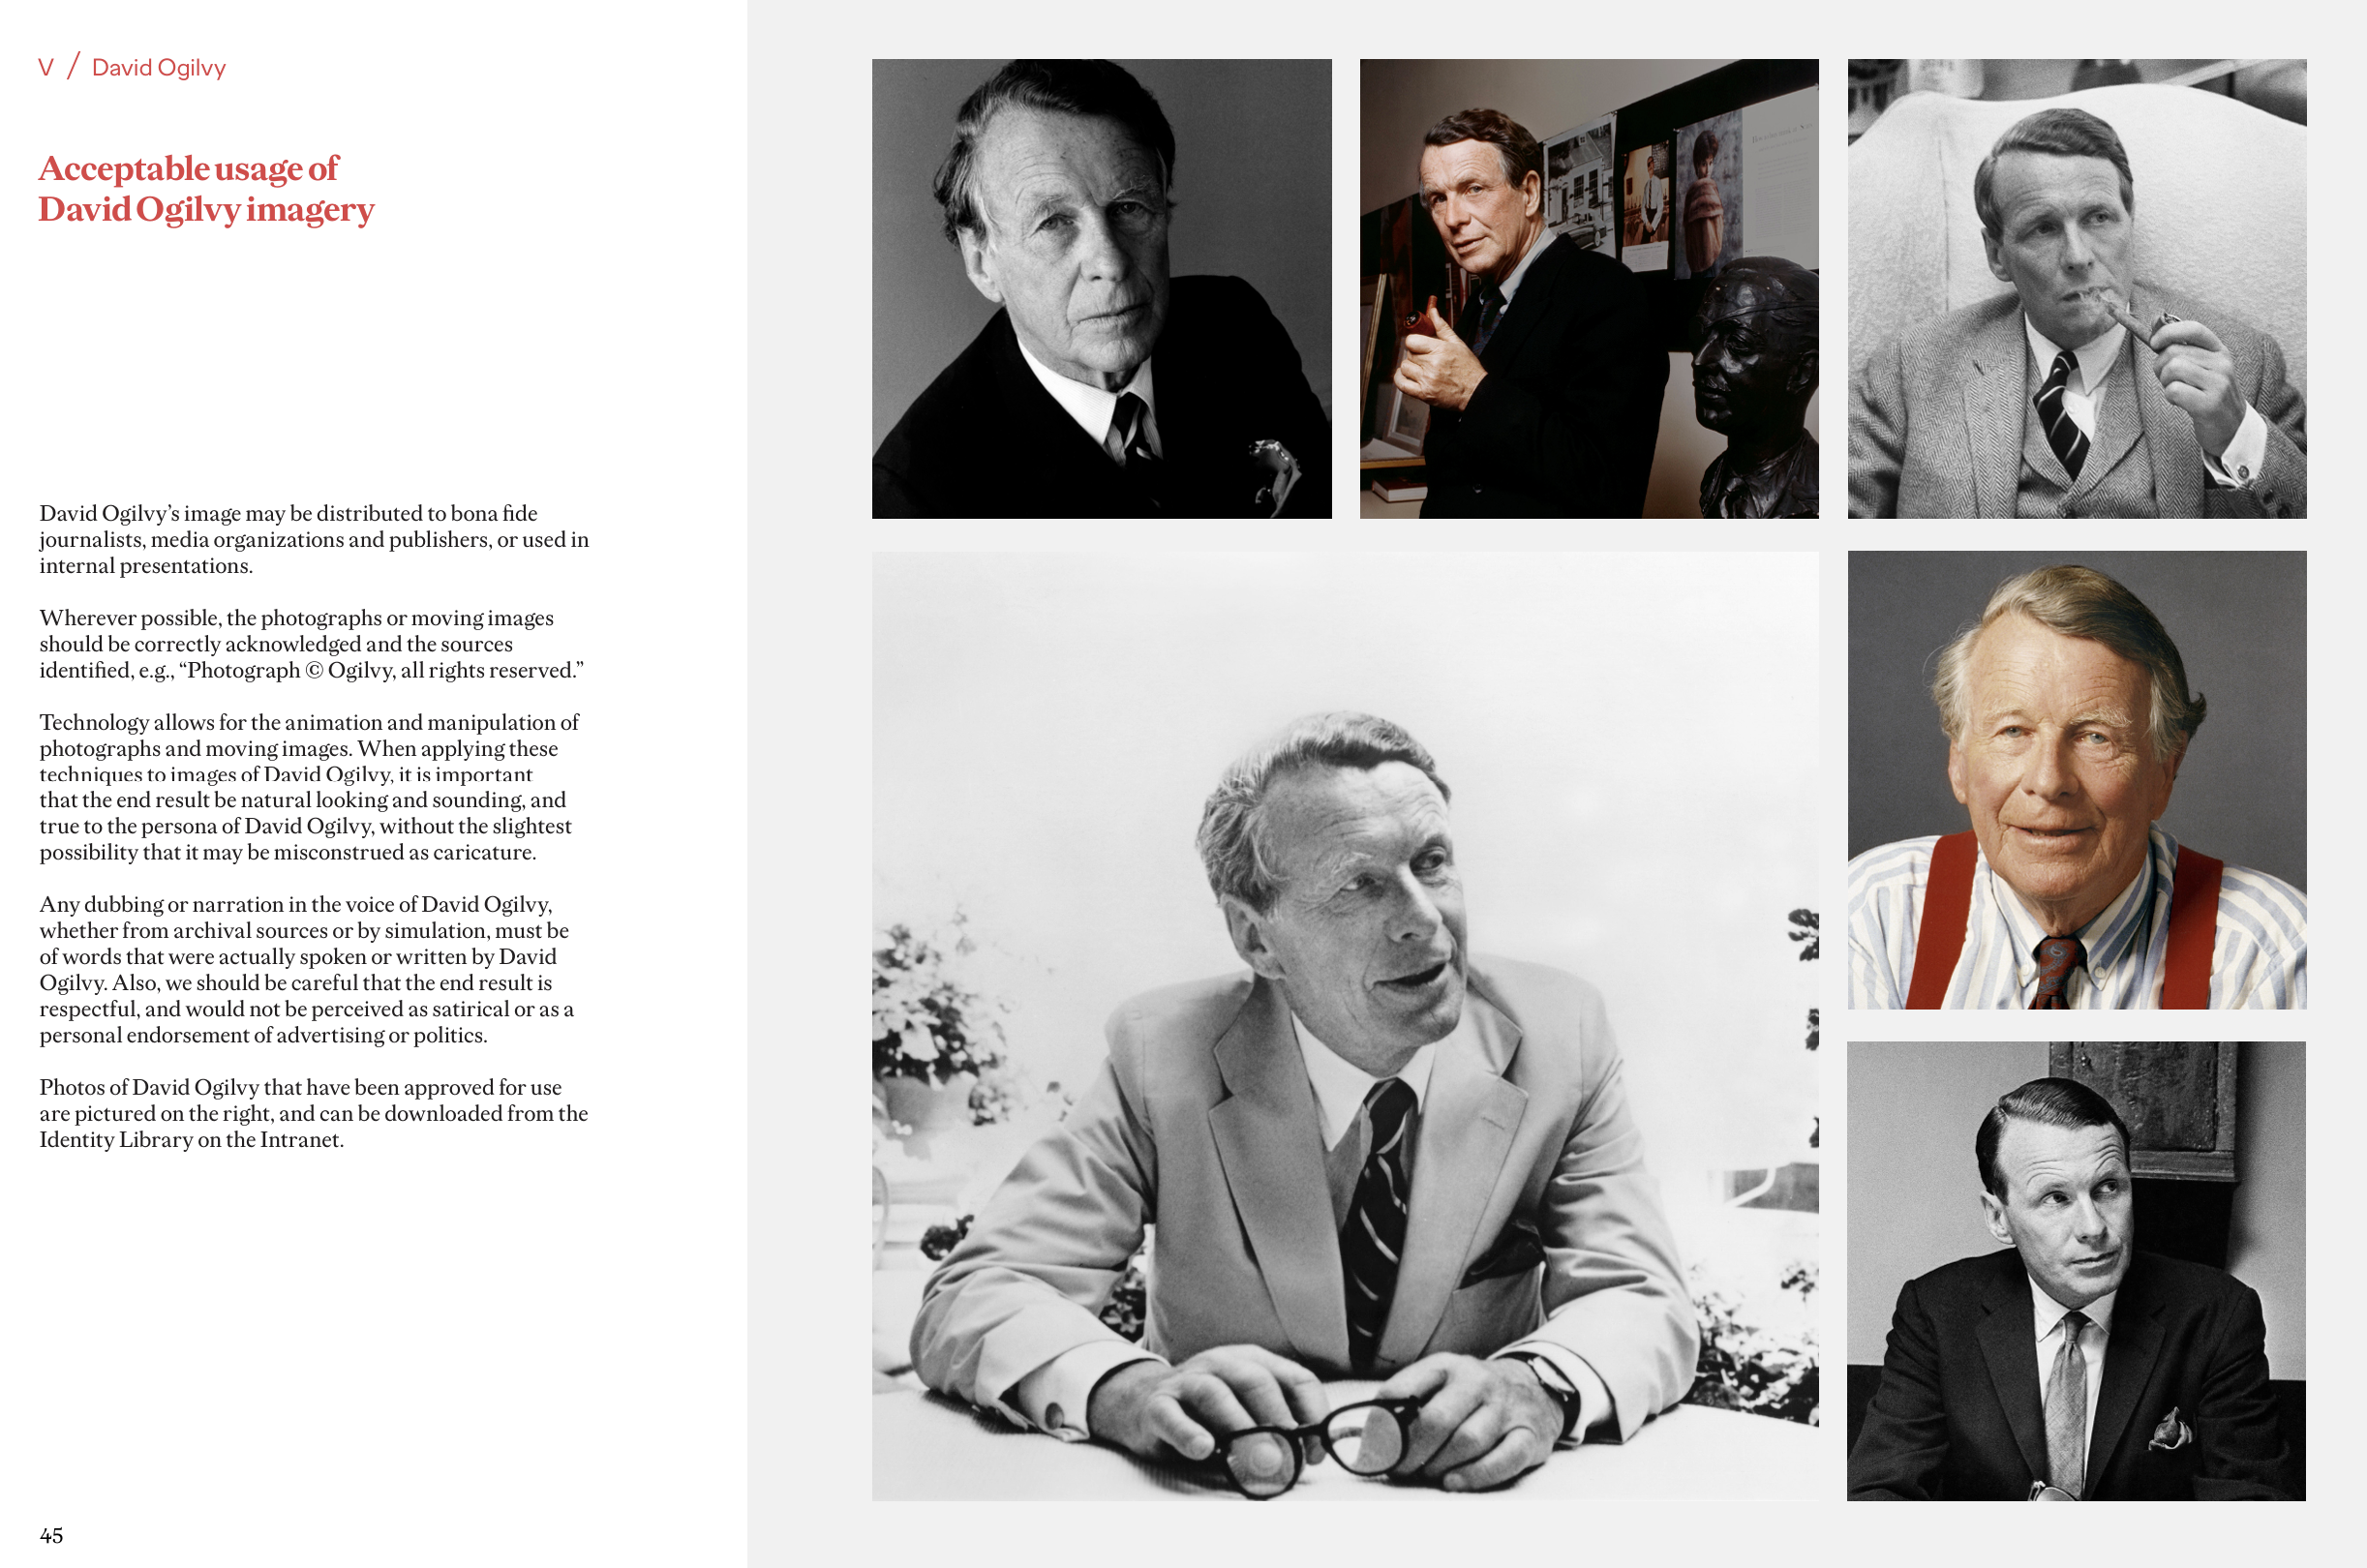 V / David Ogilvy
Acceptable usage of
David Ogilvy imagery
David Ogilvy’s image may be distributed to bona fide
journalists, media organizations and publishers, or used in
internal presentations.
Wherever possible, the photographs or moving images
should be correctly acknowledged and the sources
identified, e.g., “Photograph © Ogilvy, all rights reserved.”
Technology allows for the animation and manipulation of
photographs and moving images. When applying these
techniques to images of David Ogilvy, it is important
that the end result be natural looking and sounding, and
true to the persona of David Ogilvy, without the slightest
possibility that it may be misconstrued as caricature.
Any dubbing or narration in the voice of David Ogilvy,
whether from archival sources or by simulation, must be
of words that were actually spoken or written by David
Ogilvy. Also, we should be careful that the end result is
respectful, and would not be perceived as satirical or as a
personal endorsement of advertising or politics.
Photos of David Ogilvy that have been approved for use
are pictured on the right, and can be downloaded from the
Identity Library on the Intranet.
45